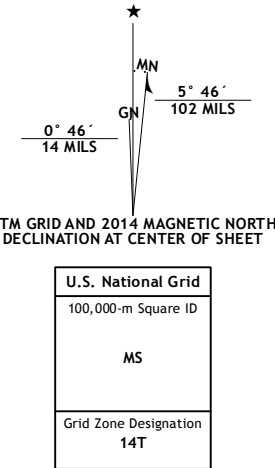 ★
MN
GN
5° 46´
102 MILS
0° 46´
14 MILS
TM GRID AND 2014 MAGNETIC NORTH
DECLINATION AT CENTER OF SHEET
U.S. National Grid
100,000-m Square ID
MS
Grid Zone Designation
14T